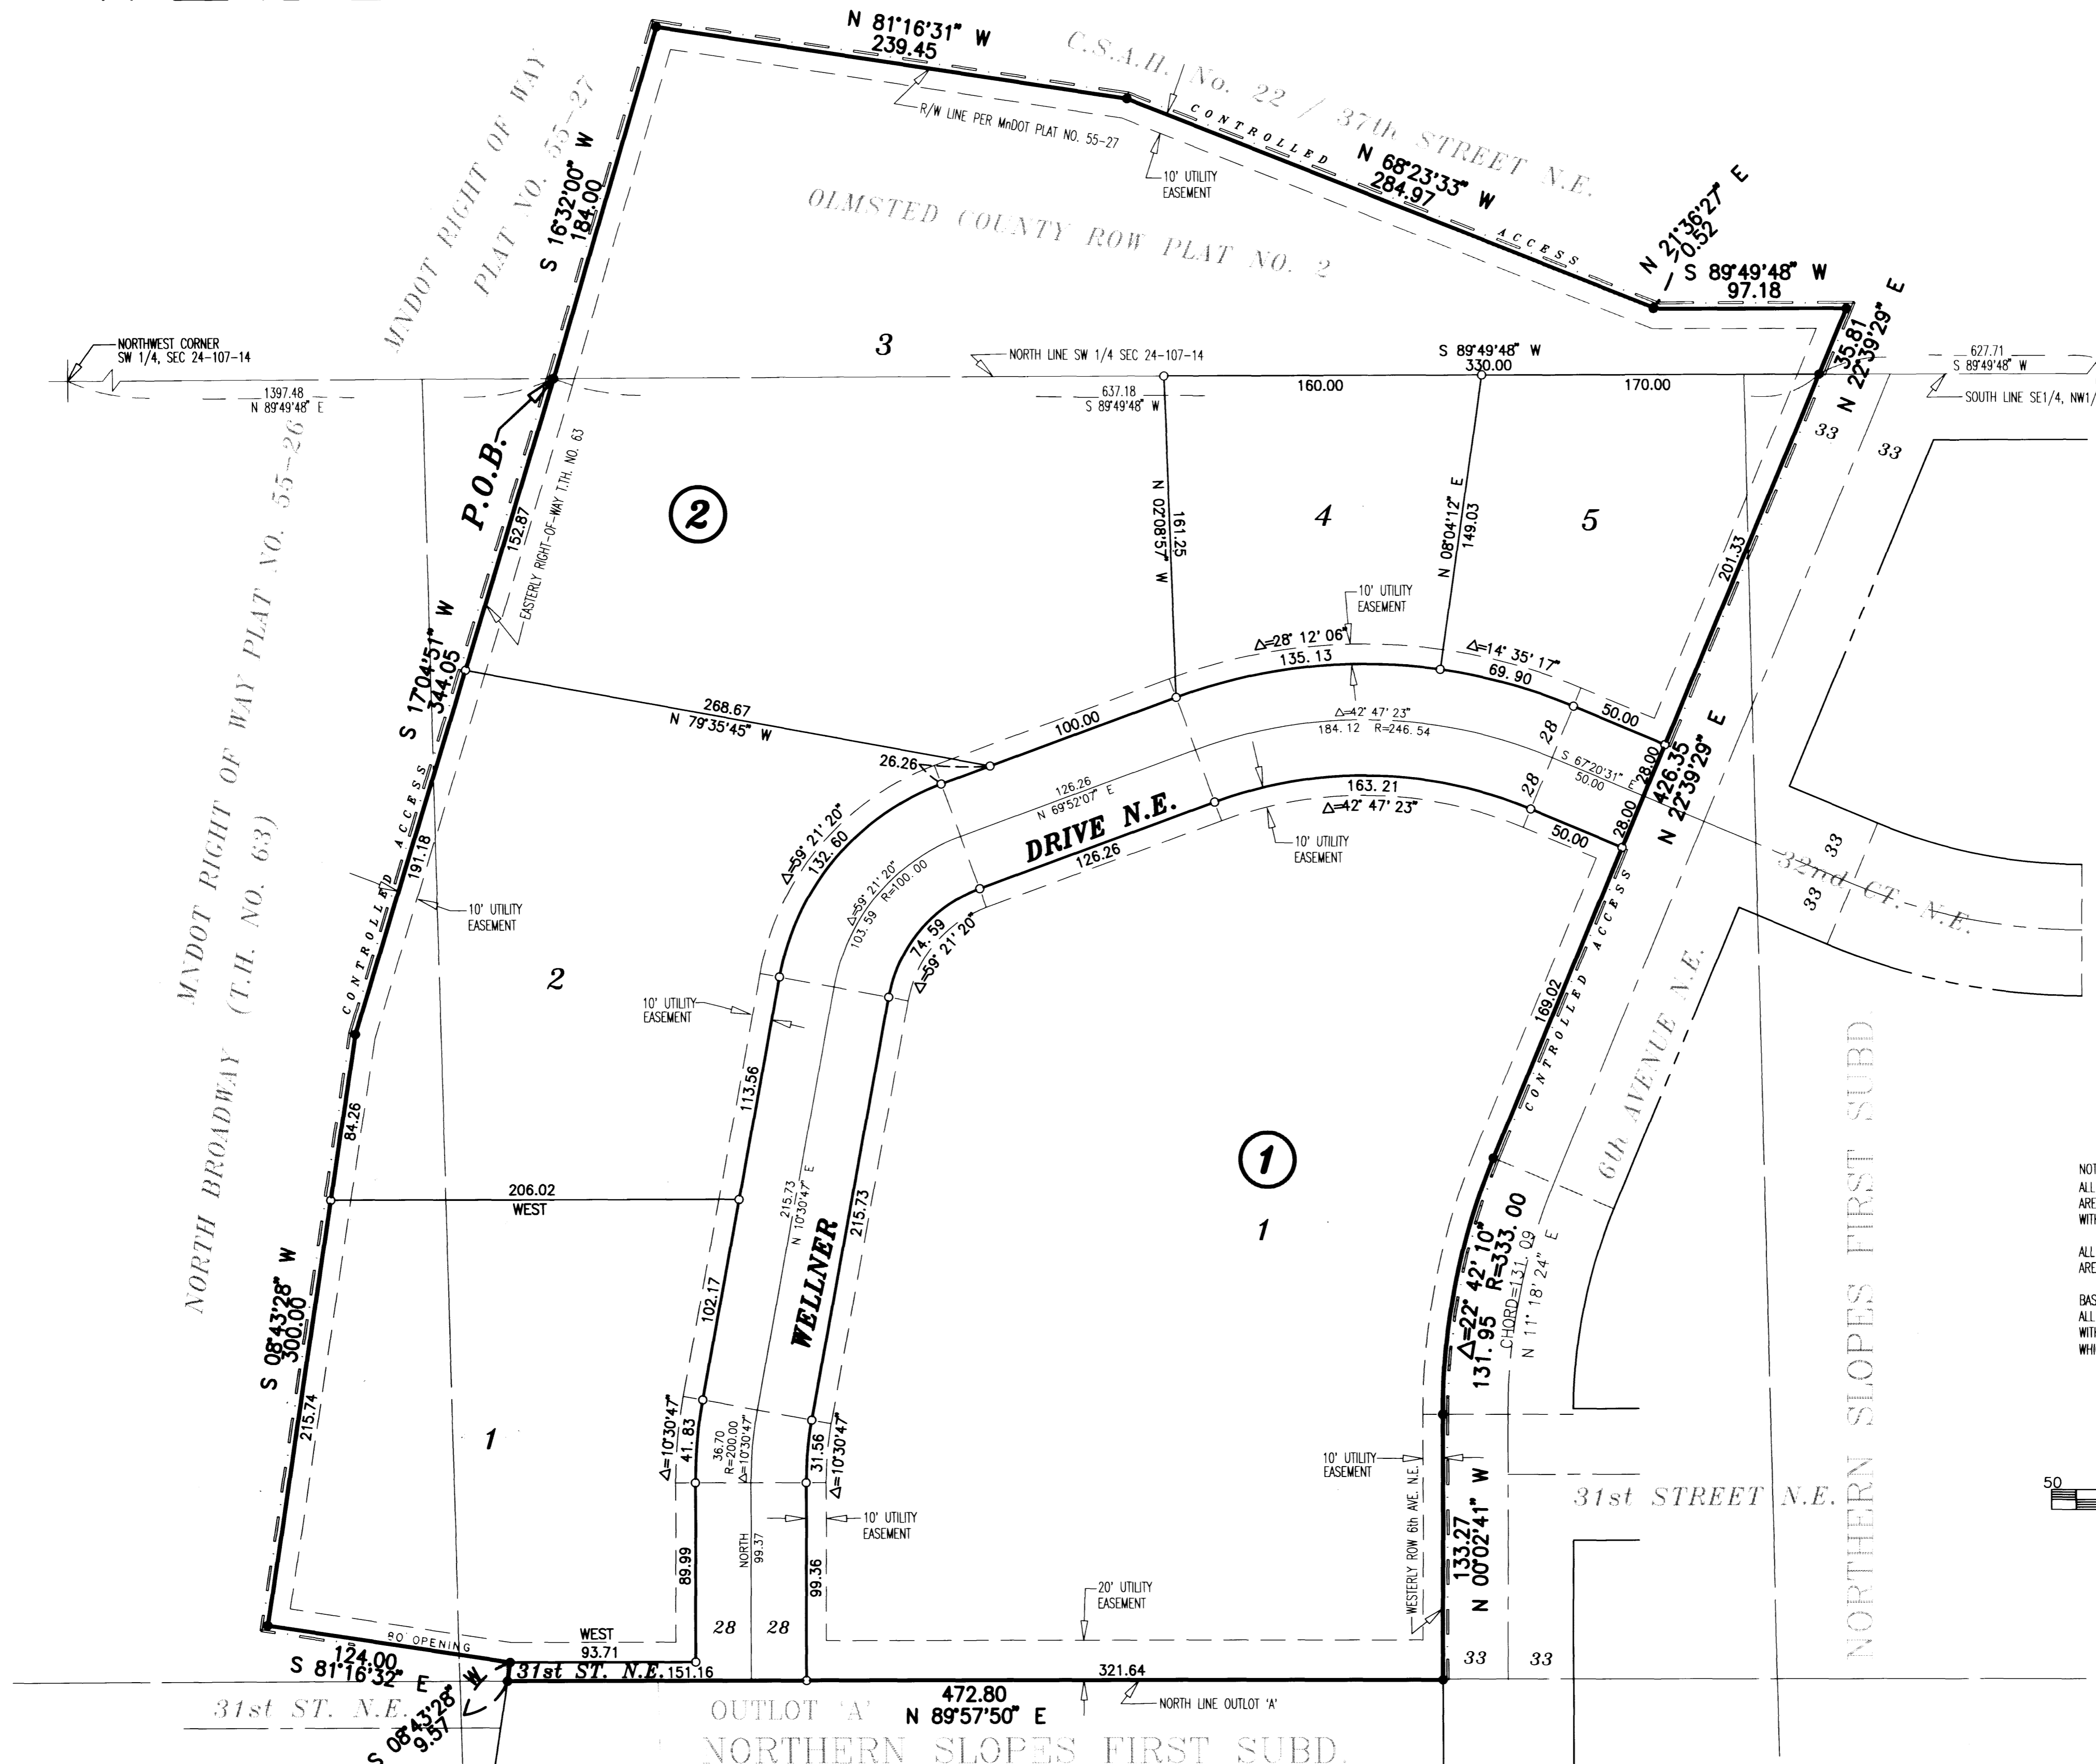 N 81°16'31" W
239.45
C.S.A.H. No. 22 / 37th STREET N.E.
R/W LINE PER MnDOT PLAT NO. 55-27
MNDOT RIGHT OF WAY
PLAT NO. 55-27
S 16°32'00" W
184.00
CONTROLLED ACCESS
N 68°23'33" W
284.97
10' UTILITY
EASEMENT
OLMSTED COUNTY ROW PLAT NO. 2
N 21°36'27" E
0.52
S 89°49'48" W
97.18
35.81
N 22°39'29" E
NORTHWEST CORNER
SW 1/4, SEC 24-107-14
1397.48
N 89°49'48" E
3
NORTH LINE SW 1/4 SEC 24-107-14
637.18
S 89°49'48" W
S 89°49'48" W
330.00
160.00
170.00
627.71
S 89°49'48" W
SOUTH LINE SE1/4, NW1/
33
33
P.O.B.
152.87
EASTERLY RIGHT-OF-WAY T.TH. NO. 63
2
N 02°08'57" W
161.25
4
N 08°04'12" E
149.03
5
201.33
MNDOT RIGHT OF WAY PLAT NO. 55-26
NORTH BROADWAY (T.H. NO. 63)
S 17°04'51" W
344.05
10' UTILITY
EASEMENT
Δ=28° 12' 06"
135.13
Δ=14° 35' 17"
69.90
50.00
268.67
N 79°35'45" W
100.00
26.26
Δ=42° 47' 23"
184.12 R=246.54
28
28
S 67°20'31" E
50.00
28.00
28.00
426.35
N 22°39'29" E
126.26
N 69°52'07" E
163.21
Δ=42° 47' 23"
DRIVE N.E.
126.26
10' UTILITY
EASEMENT
50.00
Δ=59° 21' 20"
132.60
Δ=59° 21' 20"
103.59 R=100.00
74.59
Δ=59° 21' 20"
CONTROLLED ACCESS
191.18
10' UTILITY
EASEMENT
2
10' UTILITY
EASEMENT
32nd CT. N.E.
33
33
169.02
CONTROLLED ACCESS
6th AVENUE N.E.
84.26
113.56
206.02
WEST
215.73
N 10°30'47" E
215.73
WELLNER
1
1
NORTHERN SLOPES FIRST SUBD.
NOT
ALL
ARE
WITH
ALL
ARE
BAS
ALL
WITH
WHI
S 08°43'28" W
300.00
215.74
102.17
Δ=22° 42' 10"
131.95 R=333.00
CHORD=131.09
N 11° 18' 24" E
1
Δ=10°30'47"
41.83
36.70
R=200.00
Δ=10°30'47"
31.56
Δ=10°30'47"
10' UTILITY
EASEMENT
WESTERLY ROW 6th AVE. N.E.
133.27
N 00°02'41" W
31st STREET N.E.
50
89.99
NORTH
99.37
99.36
10' UTILITY
EASEMENT
20' UTILITY
EASEMENT
28
28
33
33
80' OPENING
WEST
93.71
124.00
S 81°16'32" E
31st ST. N.E.
151.16
321.64
472.80
N 89°57'50" E
NORTH LINE OUTLOT 'A'
31st ST. N.E.
S 08°43'28" W
9.57
OUTLOT 'A'
NORTHERN SLOPES FIRST SUBD.